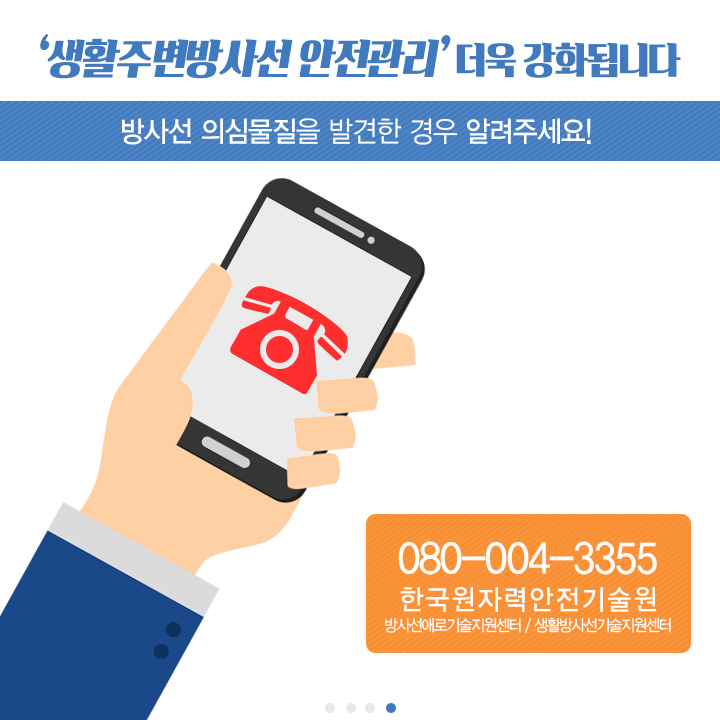 ‘생활주변방사선 안전관리’ 더욱 강화됩니다
방사선 의심물질을 발견한 경우 알려주세요!
080-004-3355
한국원자력안전기술원
방사선애로기술지원센터 / 생활방사선기술지원센터